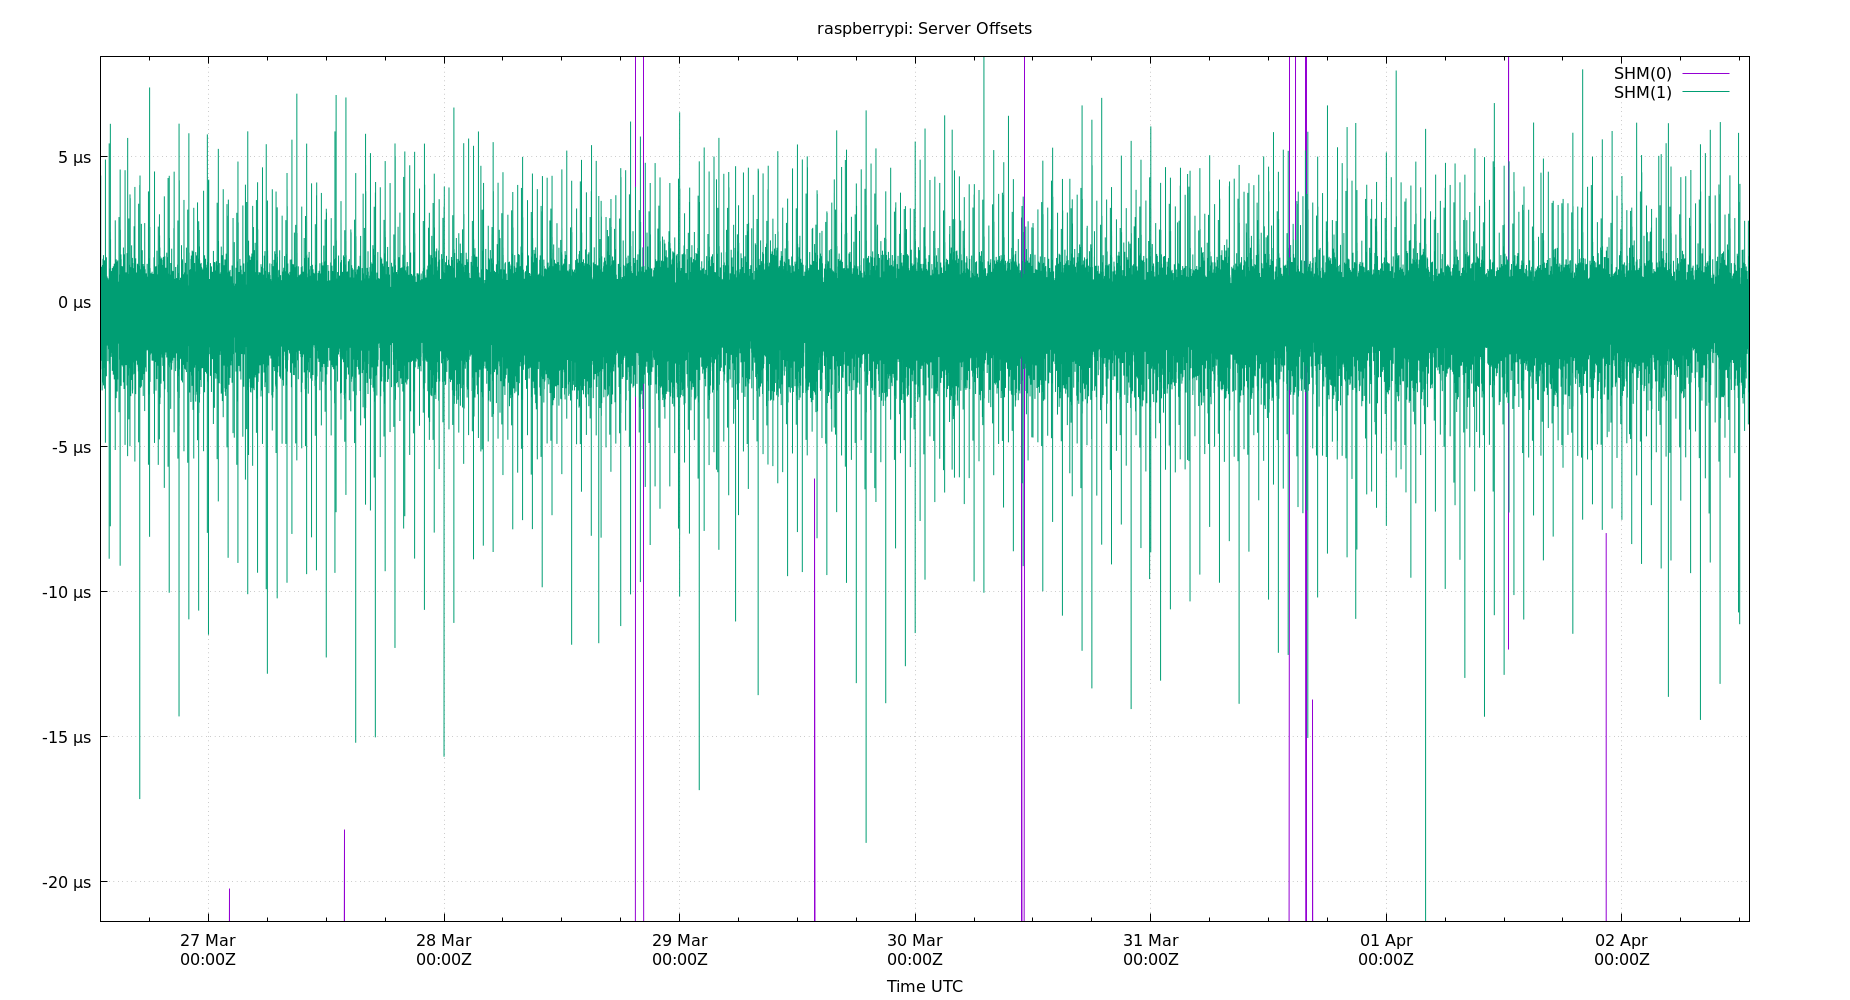 raspberrypi: Server Offsets
SHM(0)
SHM(1)
5 µs
0 µs
-5 µs
-10 µs
-15 µs
-20 µs
27 Mar 28 Mar 29 Mar 30 Mar 31 Mar 01 Apr 02 Apr
00:00Z 00:00Z 00:00Z 00:00Z 00:00Z 00:00Z 00:00Z
Time UTC